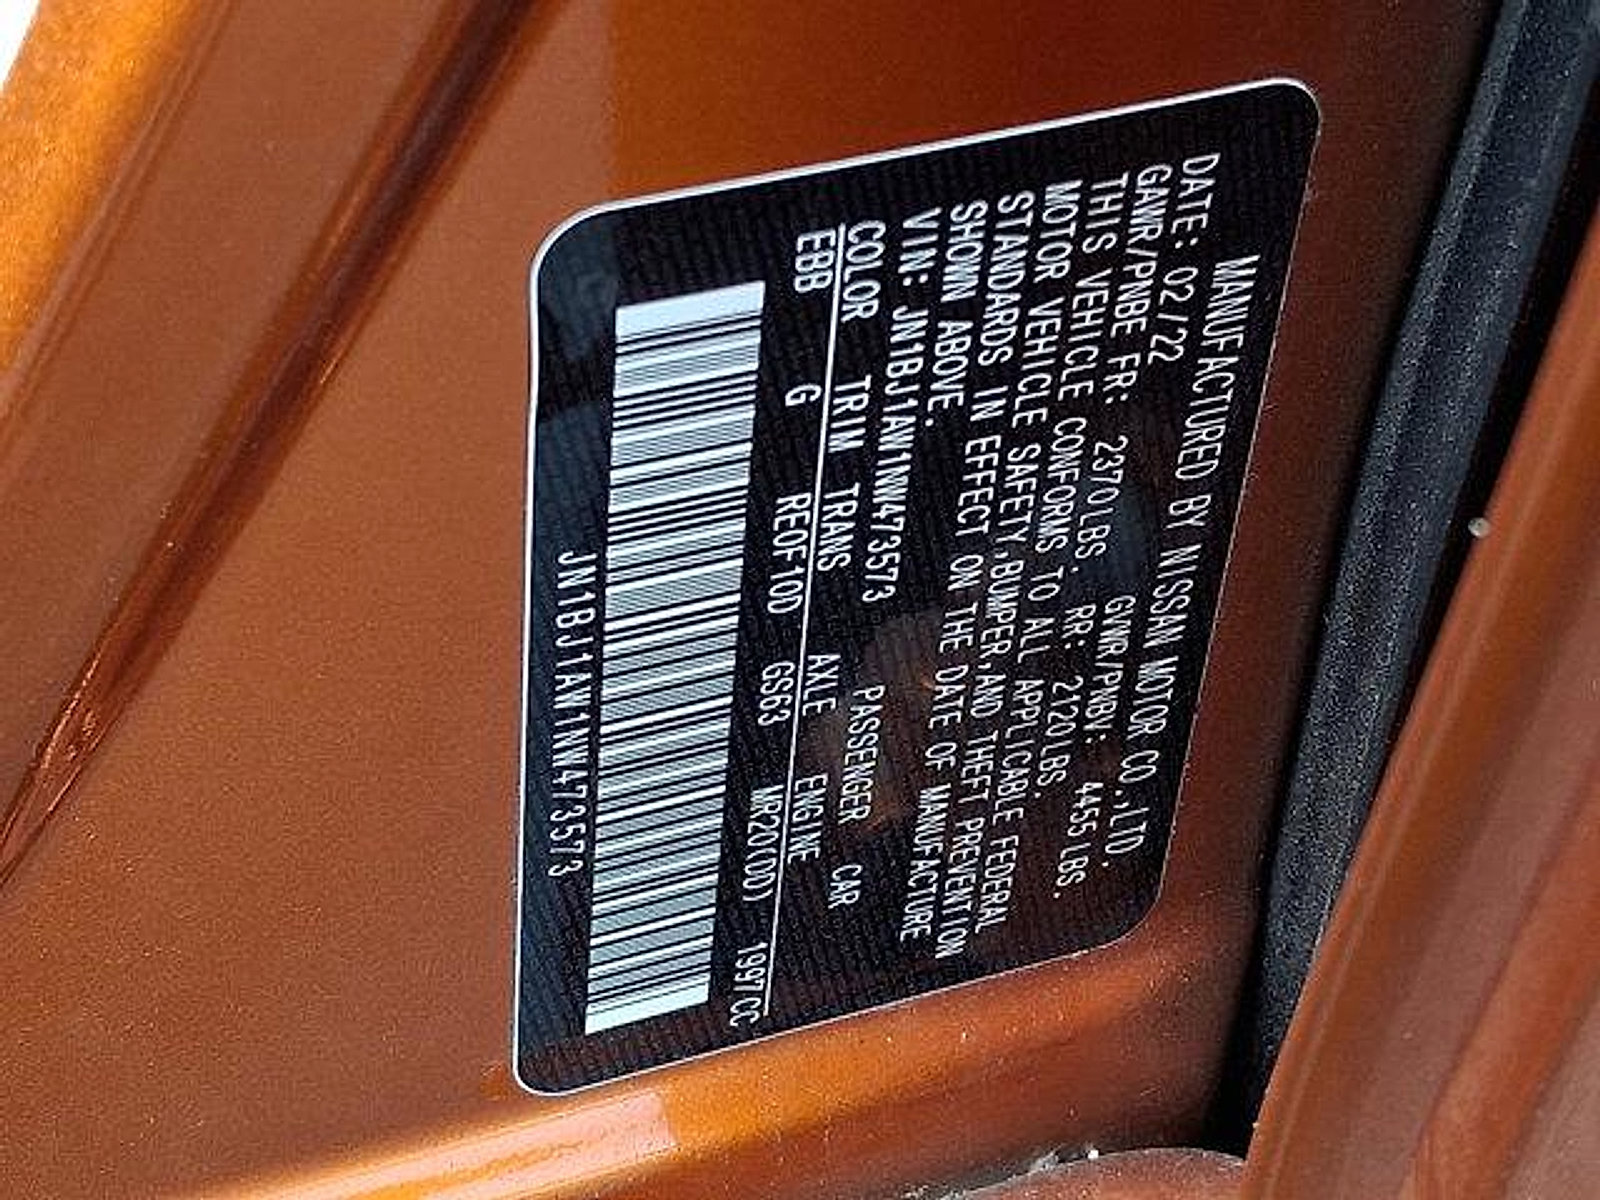 MANUFACTURED BY NISSAN MOTOR CO.,LTD.
DATE: 02/22 GVWR/PNBV: 4455 LBS.
GAWR/PNBE FR: 2370 LBS. RR: 2120 LBS.
THIS VEHICLE CONFORMS TO ALL APPLICABLE FEDERAL
MOTOR VEHICLE SAFETY,BUMPER,AND THEFT PREVENTION
STANDARDS IN EFFECT ON THE DATE OF MANUFACTURE
SHOWN ABOVE.
VIN: JN1BJ1AW1NW473573 PASSENGER CAR
COLOR TRIM TRANS AXLE ENGINE
EBB G RE0F10D GS63 MR20(DD) 1997CC
JN1BJ1AW1NW473573